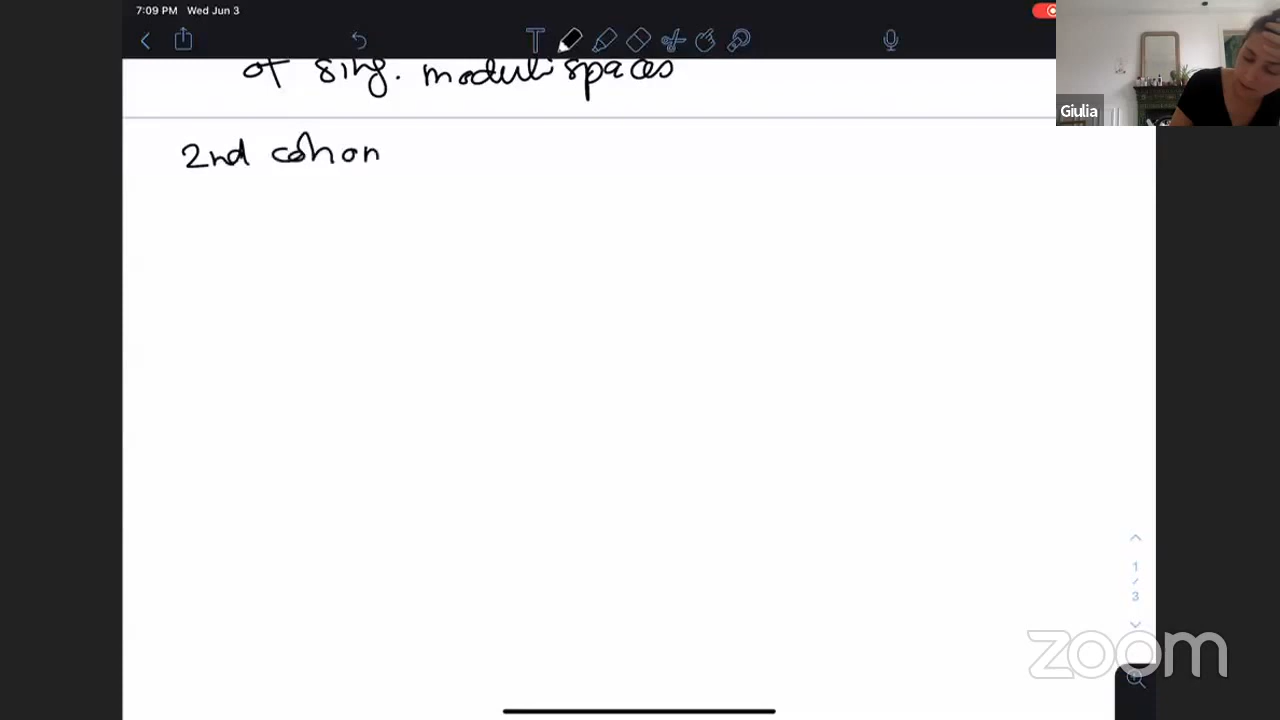 7:09 PM Wed Jun 3
of sing. moduli spaces
Giulia
2nd cohom
1
/
3
zoom